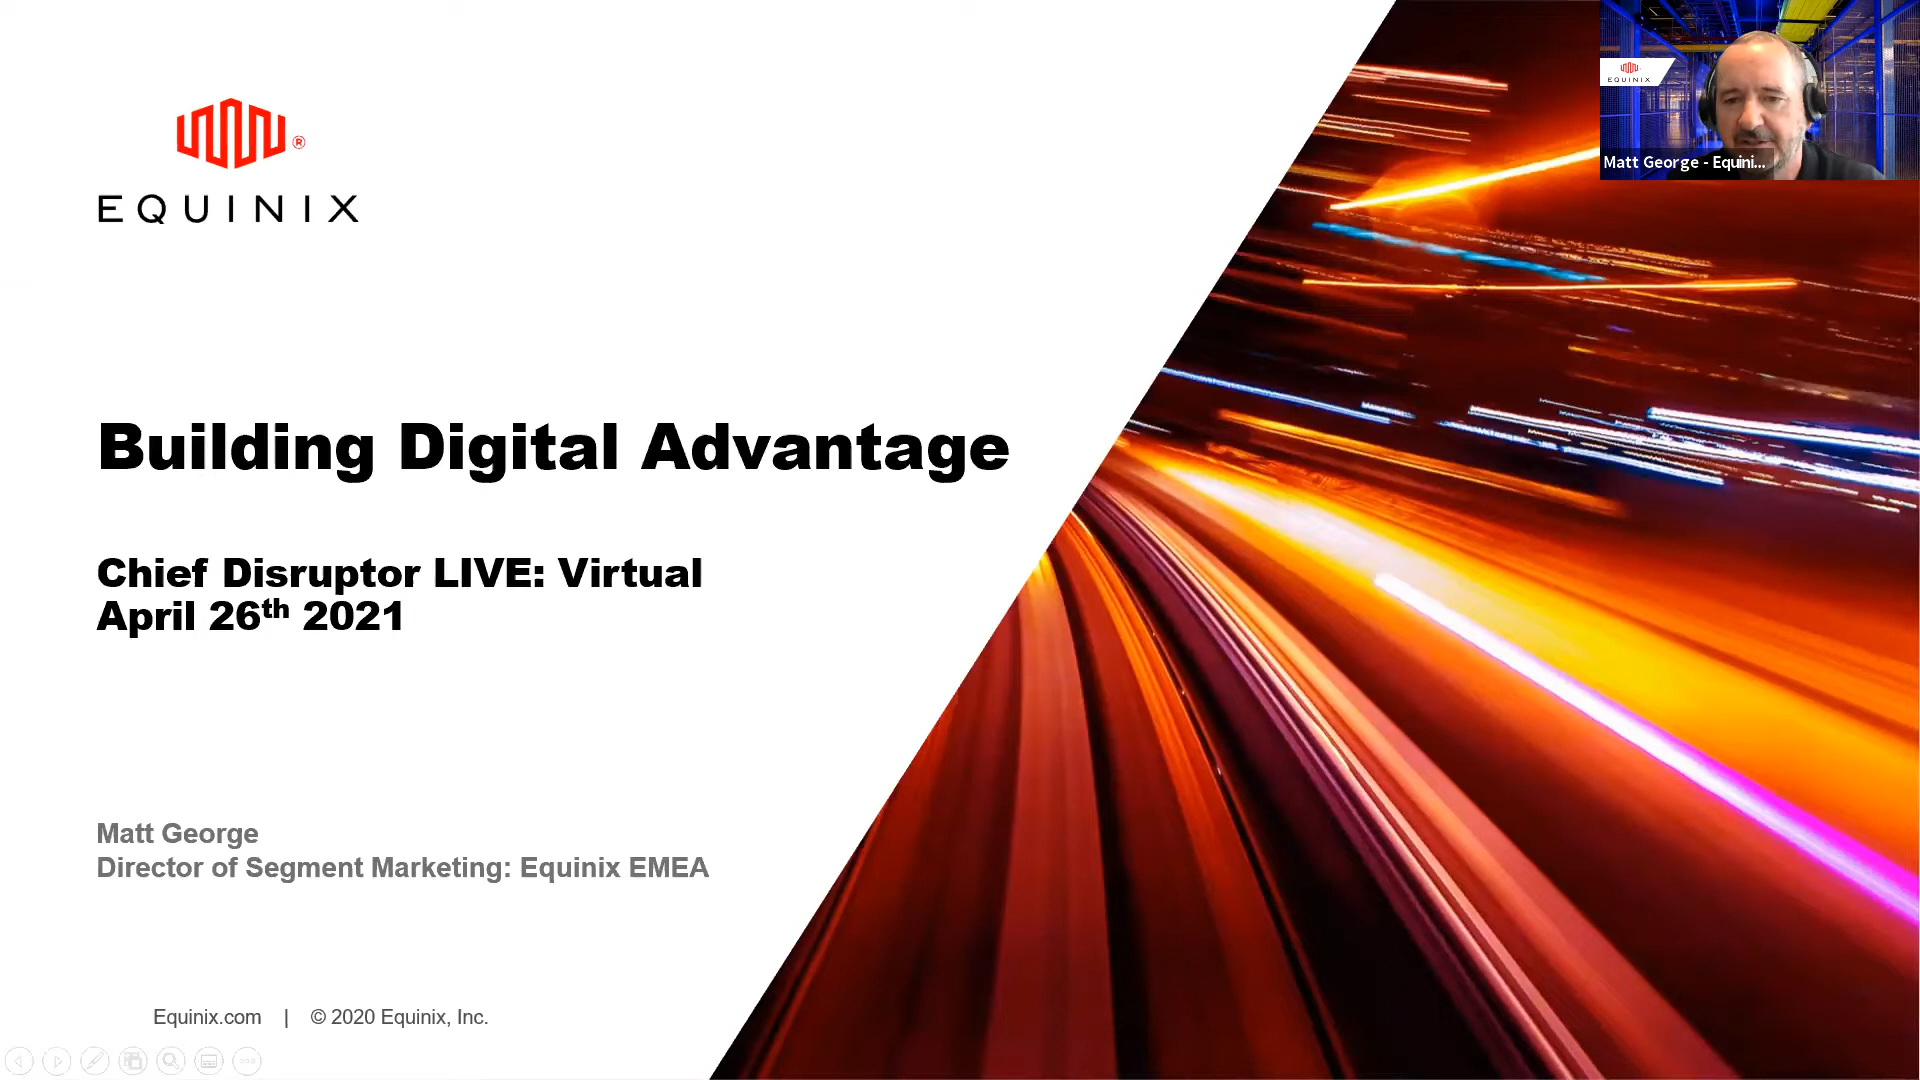 EQUINIX
Matt George - Equini...
EQUINIX ®
Building Digital Advantage
Chief Disruptor LIVE: Virtual
April 26th 2021
Matt George
Director of Segment Marketing: Equinix EMEA
Equinix.com | © 2020 Equinix, Inc.